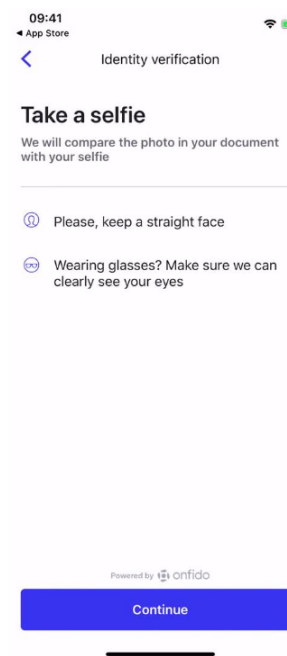 09:41
◀ App Store
Identity verification
Take a selfie
We will compare the photo in your document
with your selfie
Please, keep a straight face
Wearing glasses? Make sure we can
clearly see your eyes
Powered by onfido
Continue